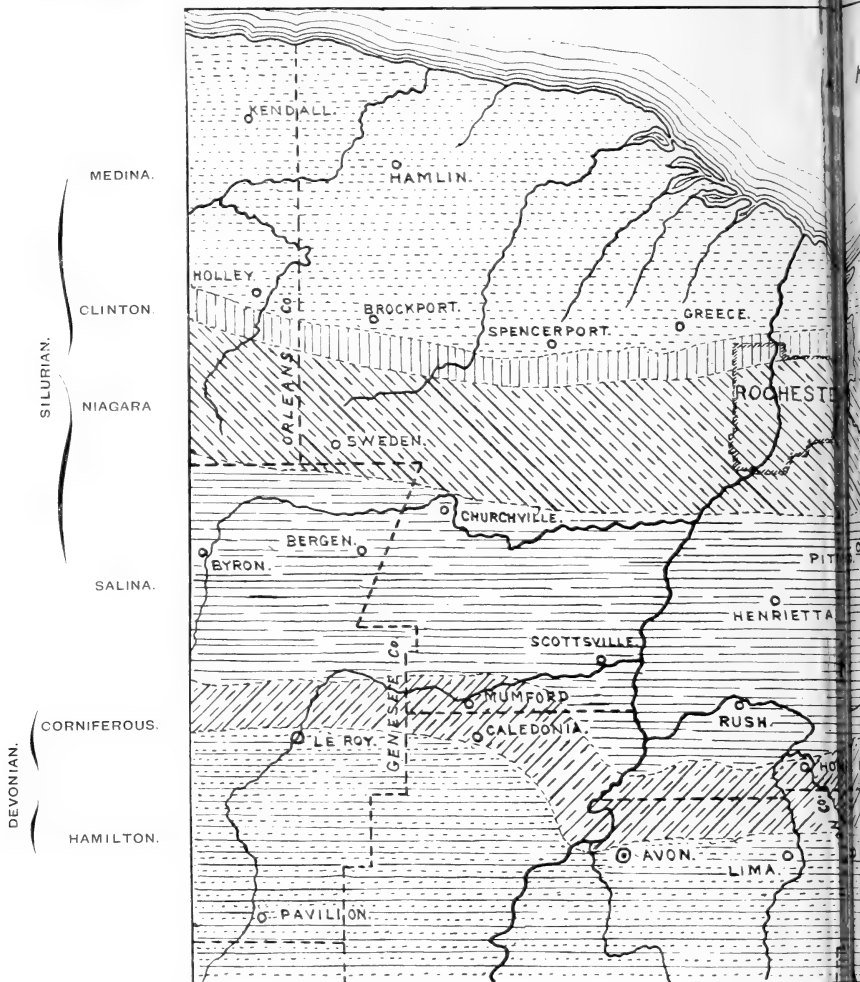 KENDALL.
MEDINA.
HAMLIN.
HOLLEY.
CLINTON.
BROCKPORT.
GREECE.
SPENCERPORT.
SILURIAN.
ORLEANS Co
NIAGARA
ROCHESTE
SWEDEN.
CHURCHVILLE.
BERGEN.
BYRON.
SALINA.
HENRIETTA
SCOTTSVILLE.
GENESEE Co.
MUMFORD
RUSH.
CORNIFEROUS.
LE ROY.
CALEDONIA.
DEVONIAN.
HAMILTON.
AVON.
LIMA.
PAVILION.